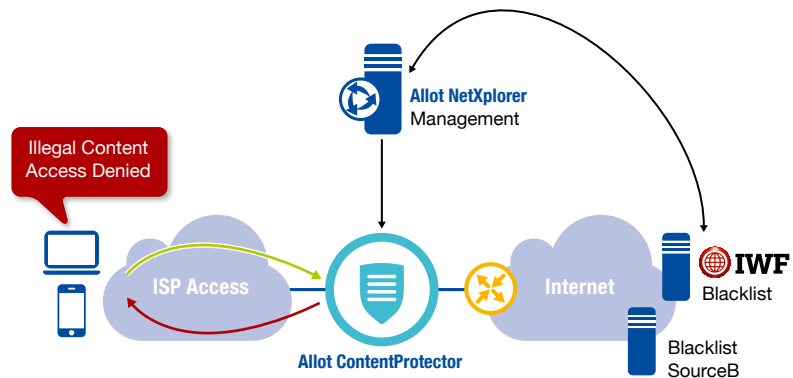 Allot NetXplorer
Management
Illegal Content
Access Denied
ISP Access
Internet
IWF
Blacklist
Allot ContentProtector
Blacklist
SourceB